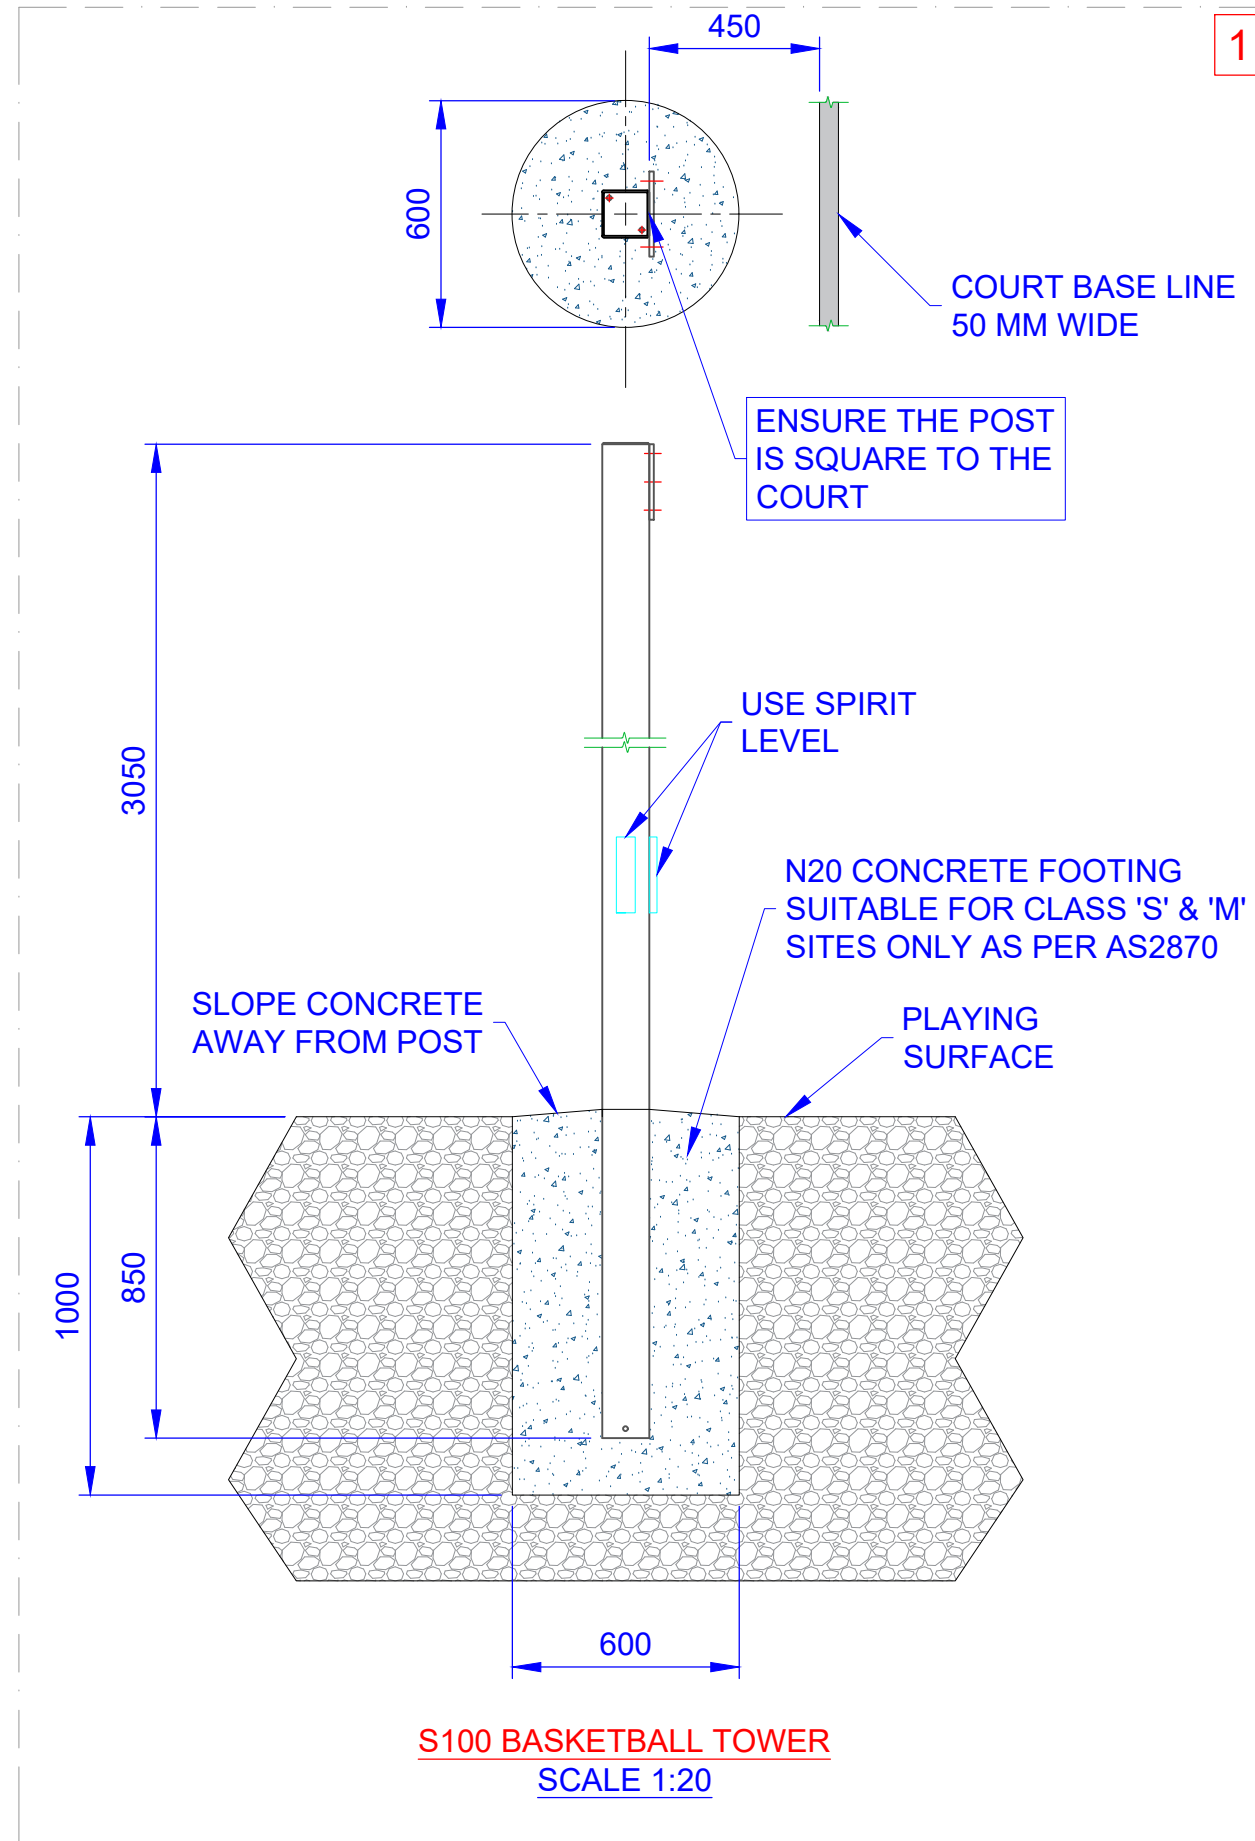 450
1
600
COURT BASE LINE
50 MM WIDE
ENSURE THE POST
IS SQUARE TO THE
COURT
USE SPIRIT
LEVEL
3050
N20 CONCRETE FOOTING
SUITABLE FOR CLASS 'S' & 'M'
SITES ONLY AS PER AS2870
SLOPE CONCRETE
AWAY FROM POST
PLAYING
SURFACE
1000
850
600
S100 BASKETBALL TOWER
SCALE 1:20